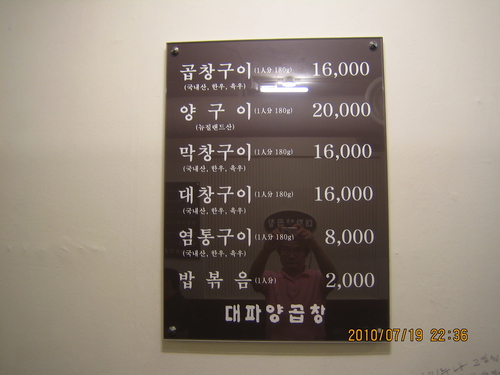 곱창구이(1人分 180g) 16,000
(국내산, 한우, 육우)
양 구 이(1人分 180g) 20,000
(뉴질랜드산)
막창구이(1人分 180g) 16,000
(국내산, 한우, 육우)
대창구이(1人分 180g) 16,000
(국내산, 한우, 육우)
염통구이(1人分 180g) 8,000
(국내산, 한우, 육우)
밥 볶 음(1人分) 2,000
대파양곱창
2010/07/19 22:36